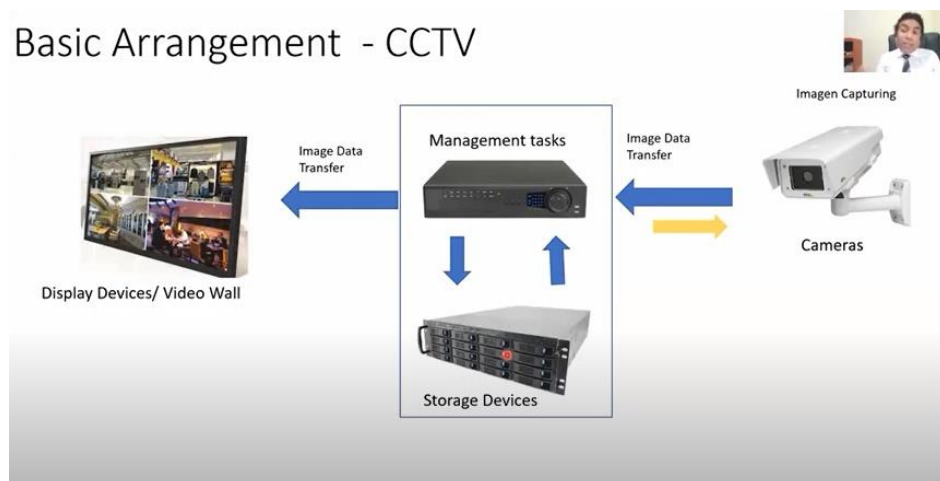 Basic Arrangement - CCTV
Imagen Capturing
Management tasks
Image Data
Transfer
Image Data
Transfer
Cameras
Display Devices/ Video Wall
Storage Devices